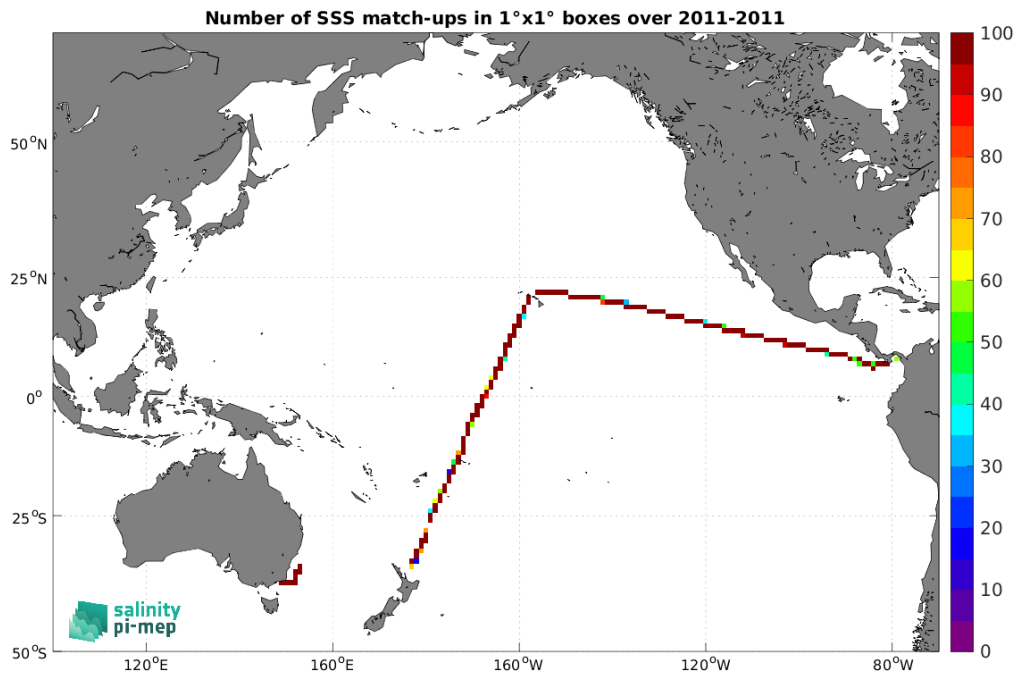 Number of SSS match-ups in 1°x1° boxes over 2011-2011
50°N
25°N
0°
25°S
50°S
120°E
160°E
160°W
120°W
80°W
100
90
80
70
60
50
40
30
20
10
0
salinity
pi-mep